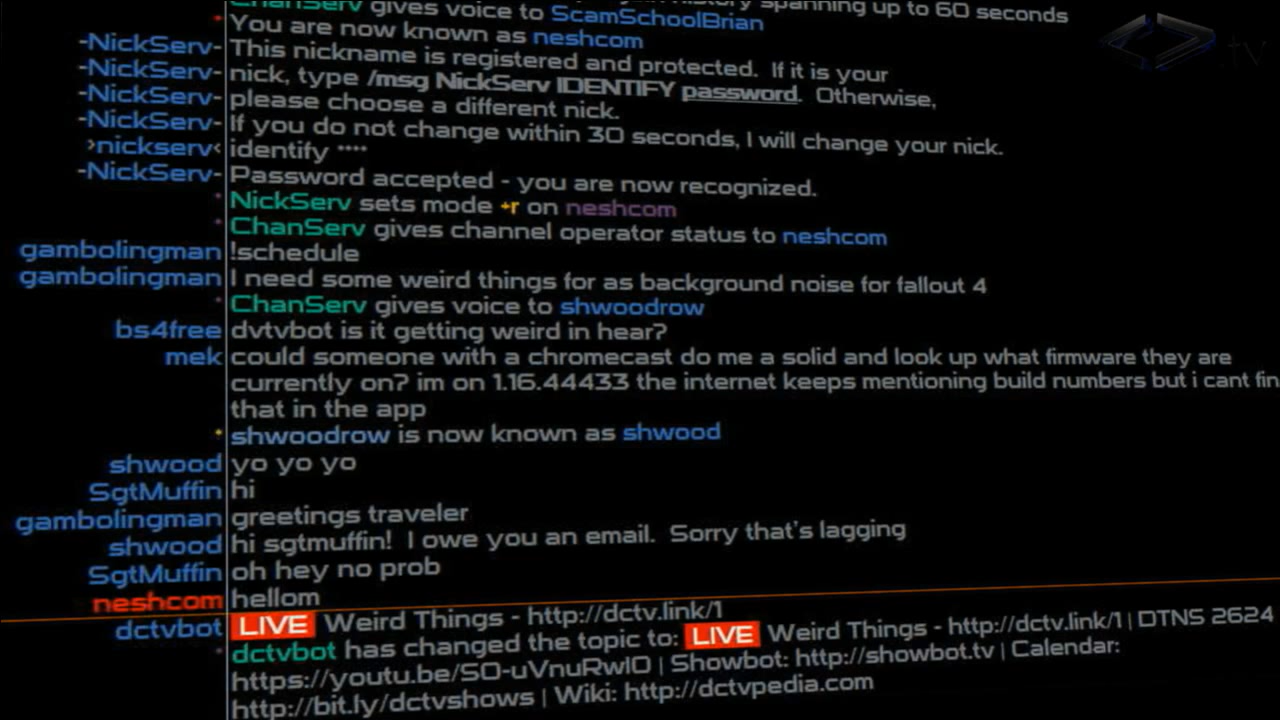 ChanServ gives voice to ScamSchoolBrian
spanning up to 60 seconds
You are now known as neshcom
-NickServ- This nickname is registered and protected. If it is your
-NickServ- nick, type /msg NickServ IDENTIFY password. Otherwise,
-NickServ- please choose a different nick.
-NickServ- If you do not change within 30 seconds, I will change your nick.
>nickserv< identify ****
-NickServ- Password accepted - you are now recognized.
* NickServ sets mode +r on neshcom
* ChanServ gives channel operator status to neshcom
gambolingman !schedule
gambolingman I need some weird things for as background noise for fallout 4
* ChanServ gives voice to shwoodrow
bs4free dvtvbot is it getting weird in hear?
mek could someone with a chromecast do me a solid and look up what firmware they are
currently on? im on 1.16.44433 the internet keeps mentioning build numbers but i cant fin
that in the app
* shwoodrow is now known as shwood
shwood yo yo yo
SgtMuffin hi
gambolingman greetings traveler
shwood hi sgtmuffin! I owe you an email. Sorry that's lagging
SgtMuffin oh hey no prob
neshcom hellom
dctvbot LIVE Weird Things - http://dctv.link/1
* dctvbot has changed the topic to: LIVE Weird Things - http://dctv.link/1 | DTNS 2624
https://youtu.be/SO-uVnuRwI0 | Showbot: http://showbot.tv | Calendar:
http://bit.ly/dctvshows | Wiki: http://dctvpedia.com
.tv